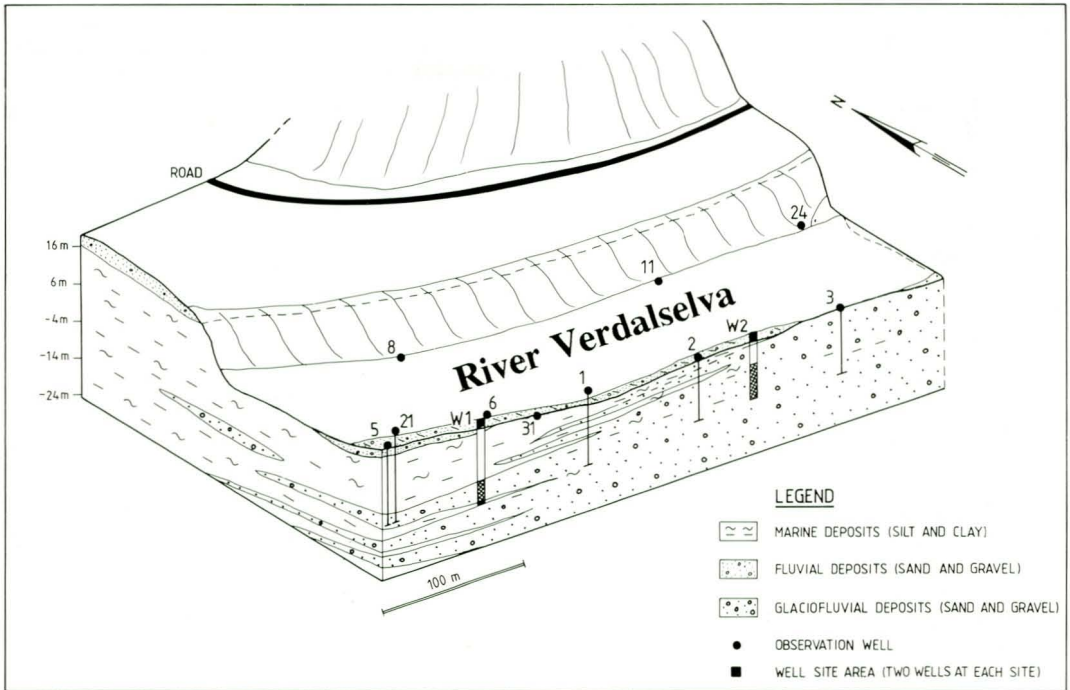 N
ROAD
24
16 m
11
6 m
3
-4 m
River Verdalselva
W2
8
2
-14 m
1
-24 m
6
W1
21
5
31
LEGEND
MARINE DEPOSITS (SILT AND CLAY)
FLUVIAL DEPOSITS (SAND AND GRAVEL)
100 m
GLACIOFLUVIAL DEPOSITS (SAND AND GRAVEL)
OBSERVATION WELL
WELL SITE AREA (TWO WELLS AT EACH SITE)